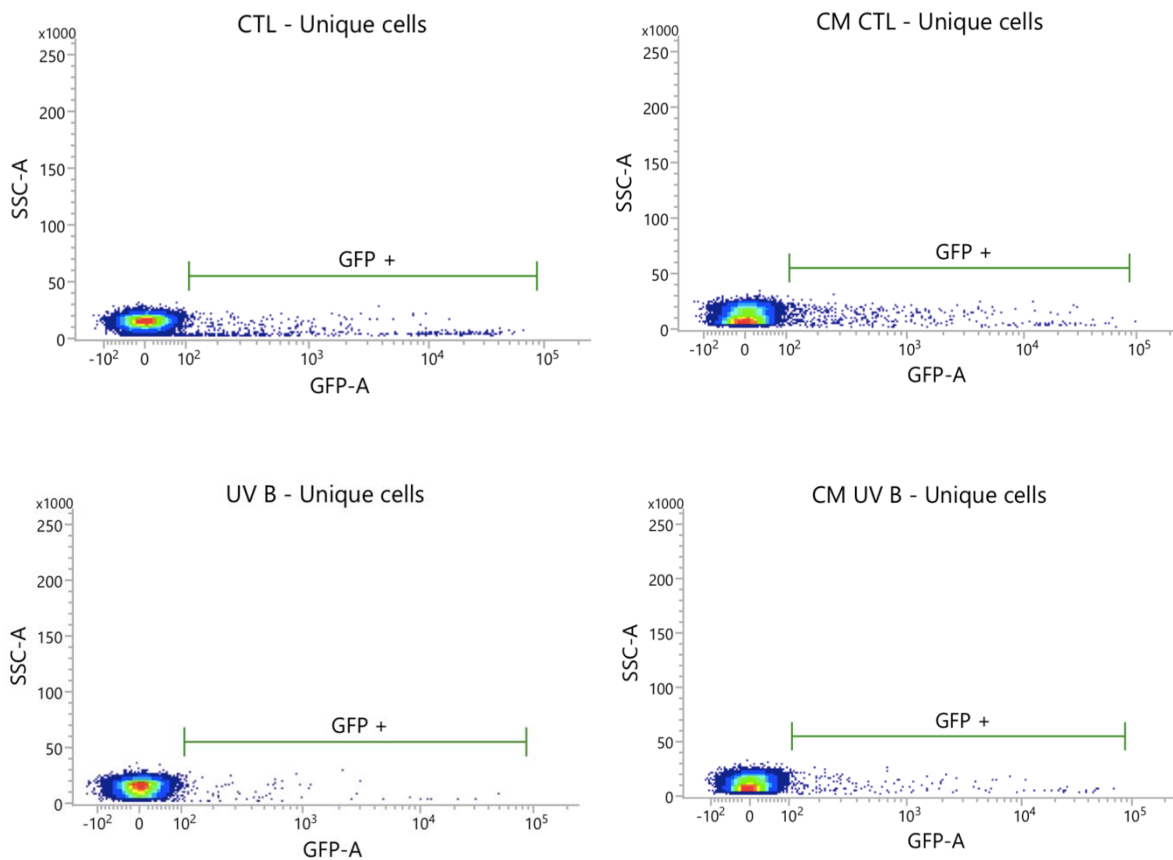 CTL - Unique cells
x1000
250
200
150
100
50
0
SSC-A
GFP +
-10²
0
10²
10³
10⁴
10⁵
GFP-A
CM CTL - Unique cells
x1000
250
200
150
100
50
0
SSC-A
GFP +
-10²
0
10²
10³
10⁴
10⁵
GFP-A
UV B - Unique cells
x1000
250
200
150
100
50
0
SSC-A
GFP +
-10²
0
10²
10³
10⁴
10⁵
GFP-A
CM UV B - Unique cells
x1000
250
200
150
100
50
0
SSC-A
GFP +
-10²
0
10²
10³
10⁴
10⁵
GFP-A